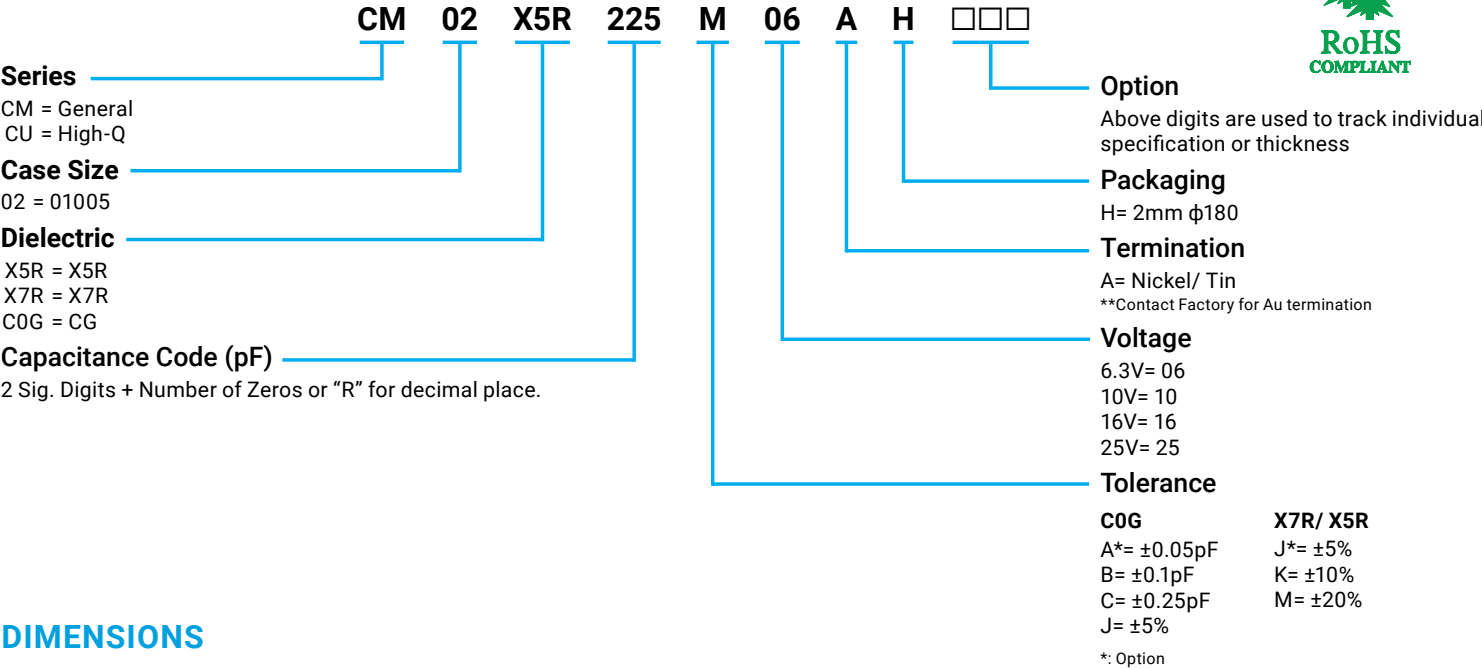 CM 02 X5R 225 M 06 A H □□□
RoHS
COMPLIANT
Series
CM = General
CU = High-Q
Case Size
02 = 01005
Dielectric
X5R = X5R
X7R = X7R
C0G = CG
Capacitance Code (pF)
2 Sig. Digits + Number of Zeros or “R” for decimal place.
Option
Above digits are used to track individual
specification or thickness
Packaging
H= 2mm ф180
Termination
A= Nickel/ Tin
**Contact Factory for Au termination
Voltage
6.3V= 06
10V= 10
16V= 16
25V= 25
Tolerance
C0G X7R/ X5R
A*= ±0.05pF J*= ±5%
B= ±0.1pF K= ±10%
C= ±0.25pF M= ±20%
J= ±5%
*: Option
DIMENSIONS